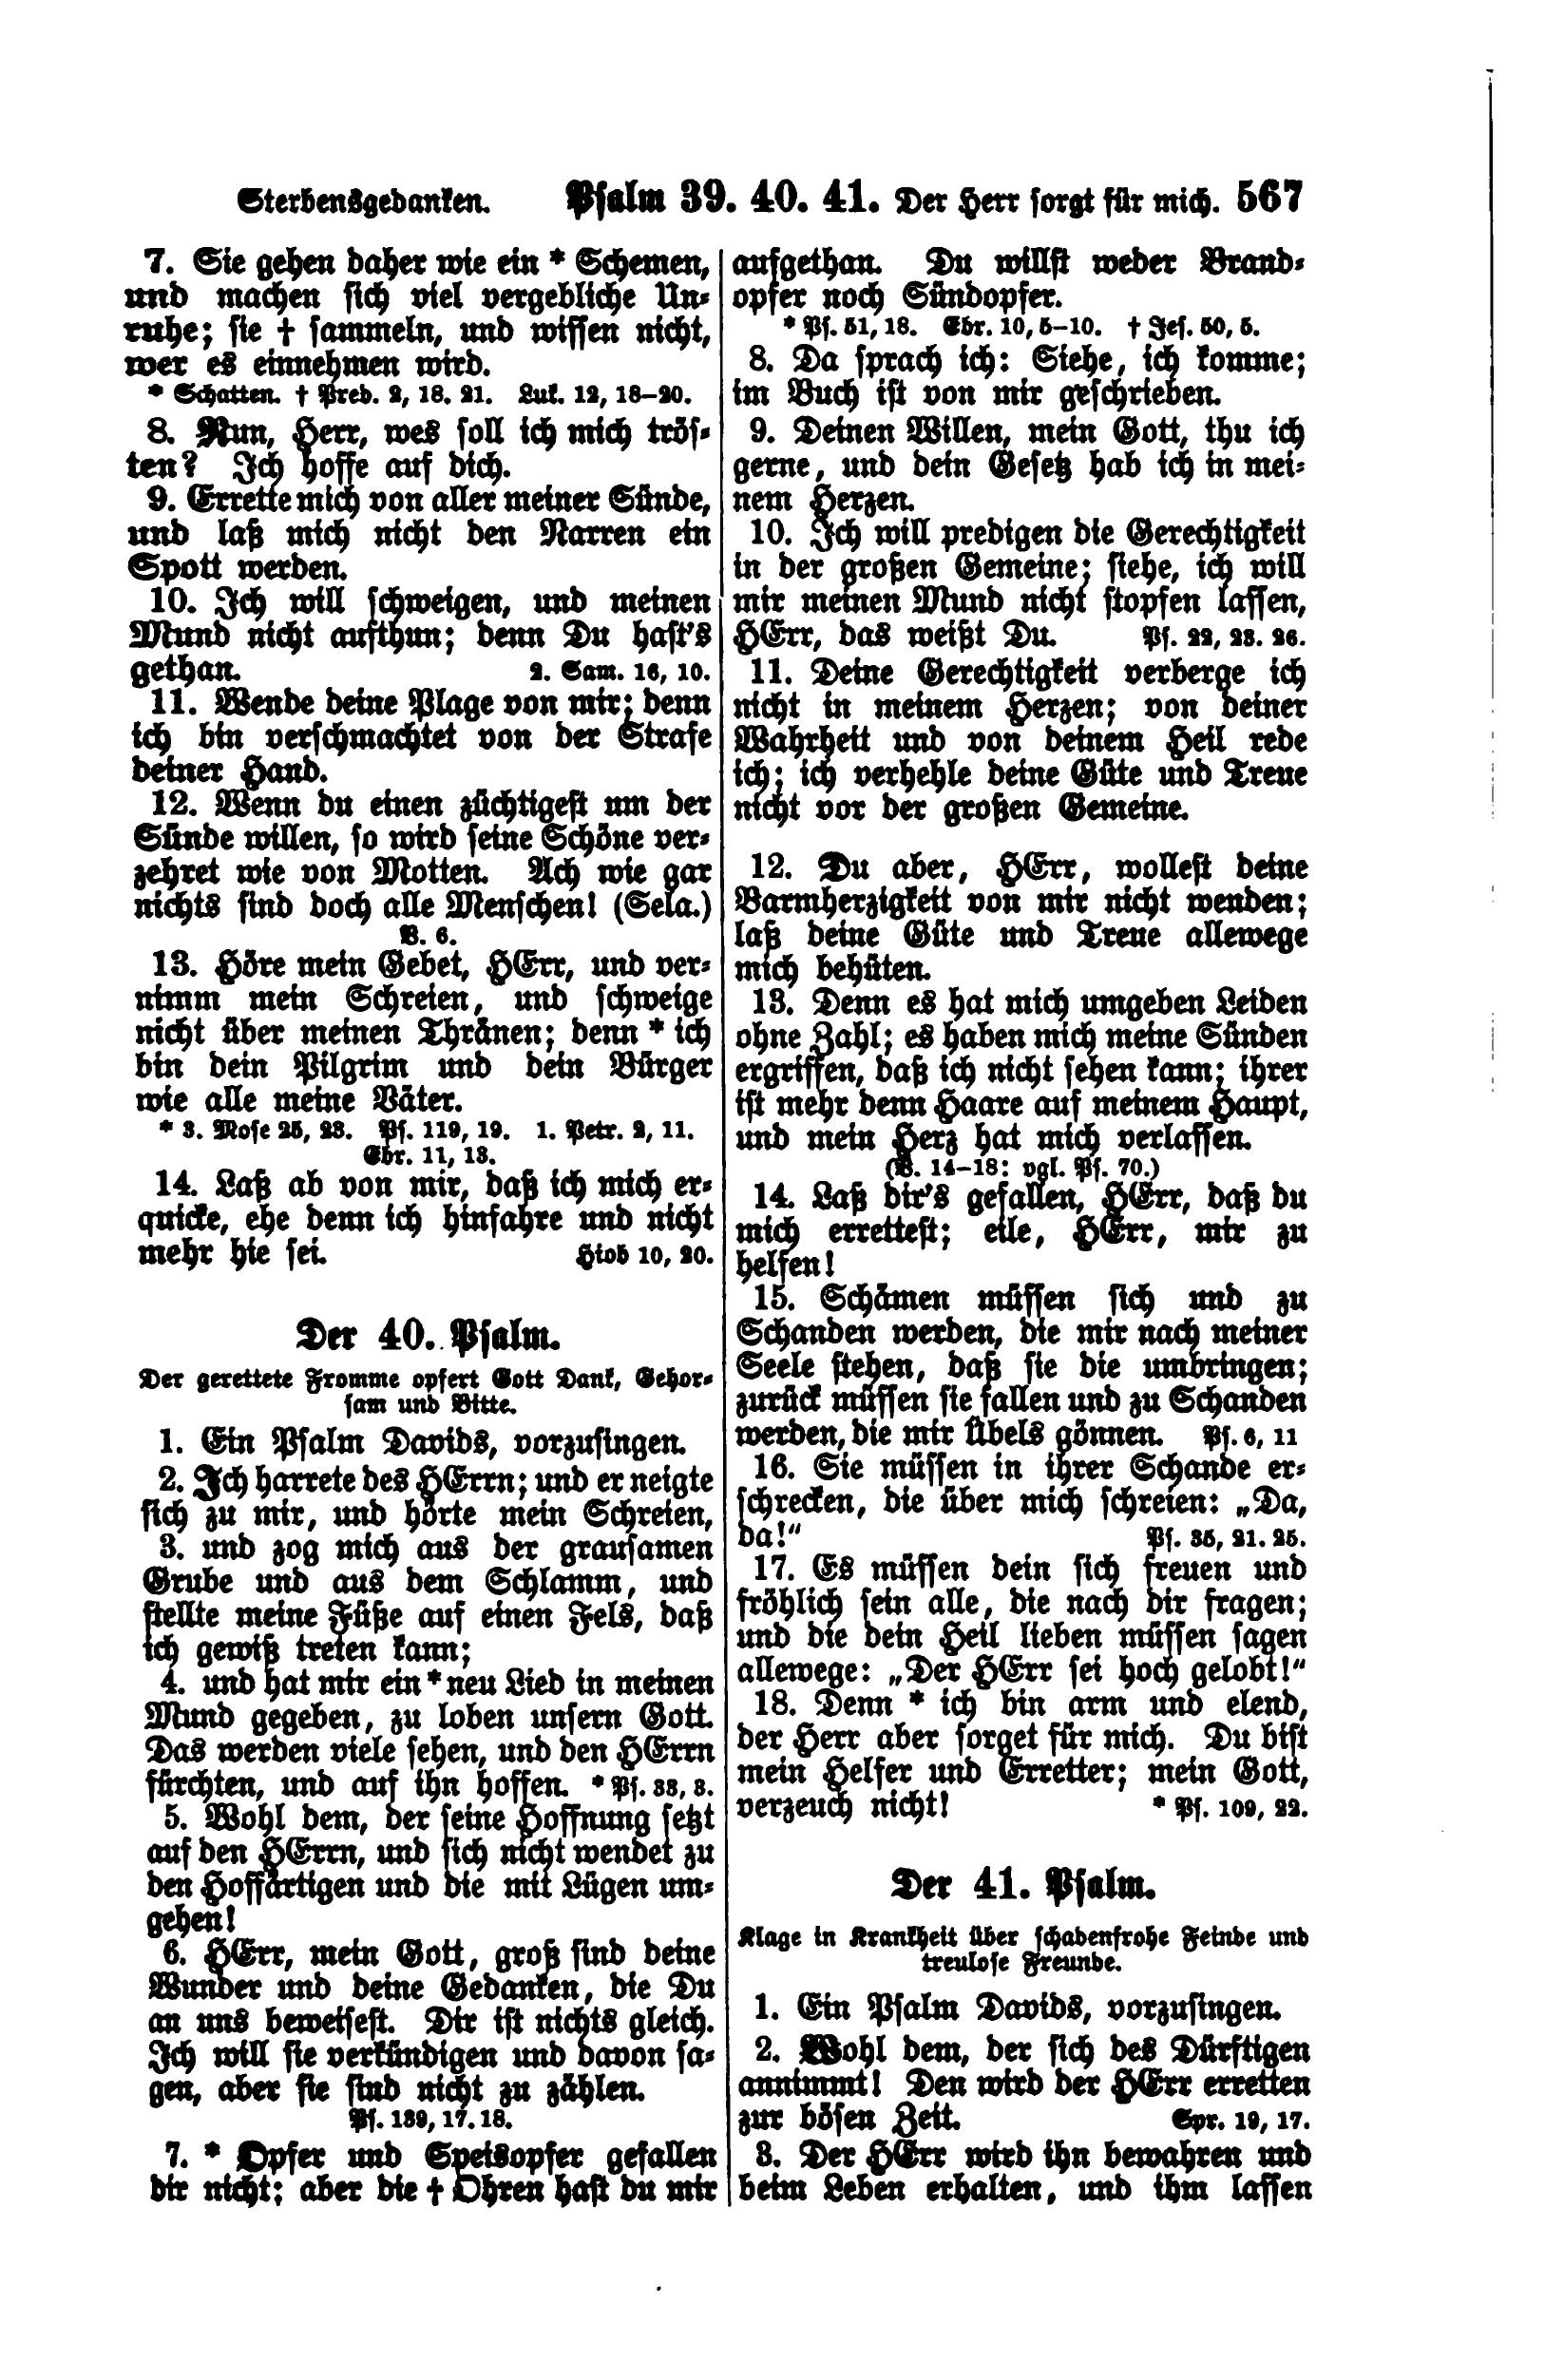 Sterbensgedanken. Psalm 39. 40. 41. Der Herr sorgt für mich. 567
7. Sie gehen daher wie ein * Schemen,
und machen sich viel vergebliche Un-
ruhe; sie † sammeln, und wissen nicht,
wer es einnehmen wird.
* Schatten. † Pred. 2, 18. 21. Luk. 12, 18–20.
8. Nun, Herr, wes soll ich mich trös-
ten? Ich hoffe auf dich.
9. Errette mich von aller meiner Sünde,
und laß mich nicht den Narren ein
Spott werden.
10. Ich will schweigen, und meinen
Mund nicht aufthun; denn Du hast's
gethan. 2. Sam. 16, 10.
11. Wende deine Plage von mir; denn
ich bin verschmachtet von der Strafe
deiner Hand.
12. Wenn du einen züchtigest um der
Sünde willen, so wird seine Schöne ver-
zehret wie von Motten. Ach wie gar
nichts sind doch alle Menschen! (Sela.)
V. 6.
13. Höre mein Gebet, HErr, und ver-
nimm mein Schreien, und schweige
nicht über meinen Thränen; denn * ich
bin dein Pilgrim und dein Bürger
wie alle meine Väter.
* 3. Mose 25, 23. Ps. 119, 19. 1. Petr. 2, 11.
Ebr. 11, 13.
14. Laß ab von mir, daß ich mich er-
quicke, ehe denn ich hinfahre und nicht
mehr hie sei. Hiob 10, 20.
Der 40. Psalm.
Der gerettete Fromme opfert Gott Dank, Gehor-
sam und Bitte.
1. Ein Psalm Davids, vorzusingen.
2. Ich harrete des HErrn; und er neigte
sich zu mir, und hörte mein Schreien,
3. und zog mich aus der grausamen
Grube und aus dem Schlamm, und
stellte meine Füße auf einen Fels, daß
ich gewiß treten kann;
4. und hat mir ein * neu Lied in meinen
Mund gegeben, zu loben unsern Gott.
Das werden viele sehen, und den HErrn
fürchten, und auf ihn hoffen. * Ps. 33, 3.
5. Wohl dem, der seine Hoffnung setzt
auf den HErrn, und sich nicht wendet zu
den Hoffärtigen und die mit Lügen um-
gehen!
6. HErr, mein Gott, groß sind deine
Wunder und deine Gedanken, die Du
an uns beweisest. Dir ist nichts gleich.
Ich will sie verkündigen und davon sa-
gen, aber sie sind nicht zu zählen.
Ps. 139, 17. 18.
7. * Opfer und Speisopfer gefallen
dir nicht; aber die † Ohren hast du mir
aufgethan. Du willst weder Brand-
opfer noch Sündopfer.
* Ps. 51, 18. Ebr. 10, 5–10. † Jes. 50, 5.
8. Da sprach ich: Siehe, ich komme;
im Buch ist von mir geschrieben.
9. Deinen Willen, mein Gott, thu ich
gerne, und dein Gesetz hab ich in mei-
nem Herzen.
10. Ich will predigen die Gerechtigkeit
in der großen Gemeine; siehe, ich will
mir meinen Mund nicht stopfen lassen,
HErr, das weißt Du. Ps. 22, 23. 26.
11. Deine Gerechtigkeit verberge ich
nicht in meinem Herzen; von deiner
Wahrheit und von deinem Heil rede
ich; ich verhehle deine Güte und Treue
nicht vor der großen Gemeine.
12. Du aber, HErr, wollest deine
Barmherzigkeit von mir nicht wenden;
laß deine Güte und Treue allewege
mich behüten.
13. Denn es hat mich umgeben Leiden
ohne Zahl; es haben mich meine Sünden
ergriffen, daß ich nicht sehen kann; ihrer
ist mehr denn Haare auf meinem Haupt,
und mein Herz hat mich verlassen.
(V. 14–18: vgl. Ps. 70.)
14. Laß dir's gefallen, HErr, daß du
mich errettest; eile, HErr, mir zu
helfen!
15. Schämen müssen sich und zu
Schanden werden, die mir nach meiner
Seele stehen, daß sie die umbringen;
zurück müssen sie fallen und zu Schanden
werden, die mir Übels gönnen. Ps. 6, 11
16. Sie müssen in ihrer Schande er-
schrecken, die über mich schreien: „Da,
da!“ Ps. 35, 21. 25.
17. Es müssen dein sich freuen und
fröhlich sein alle, die nach dir fragen;
und die dein Heil lieben müssen sagen
allewege: „Der HErr sei hoch gelobt!“
18. Denn * ich bin arm und elend,
der Herr aber sorget für mich. Du bist
mein Helfer und Erretter; mein Gott,
verzeuch nicht! * Ps. 109, 22.
Der 41. Psalm.
Klage in Krankheit über schadenfrohe Feinde und
treulose Freunde.
1. Ein Psalm Davids, vorzusingen.
2. Wohl dem, der sich des Dürftigen
annimmt! Den wird der HErr erretten
zur bösen Zeit. Spr. 19, 17.
3. Der HErr wird ihn bewahren und
beim Leben erhalten, und ihm lassen